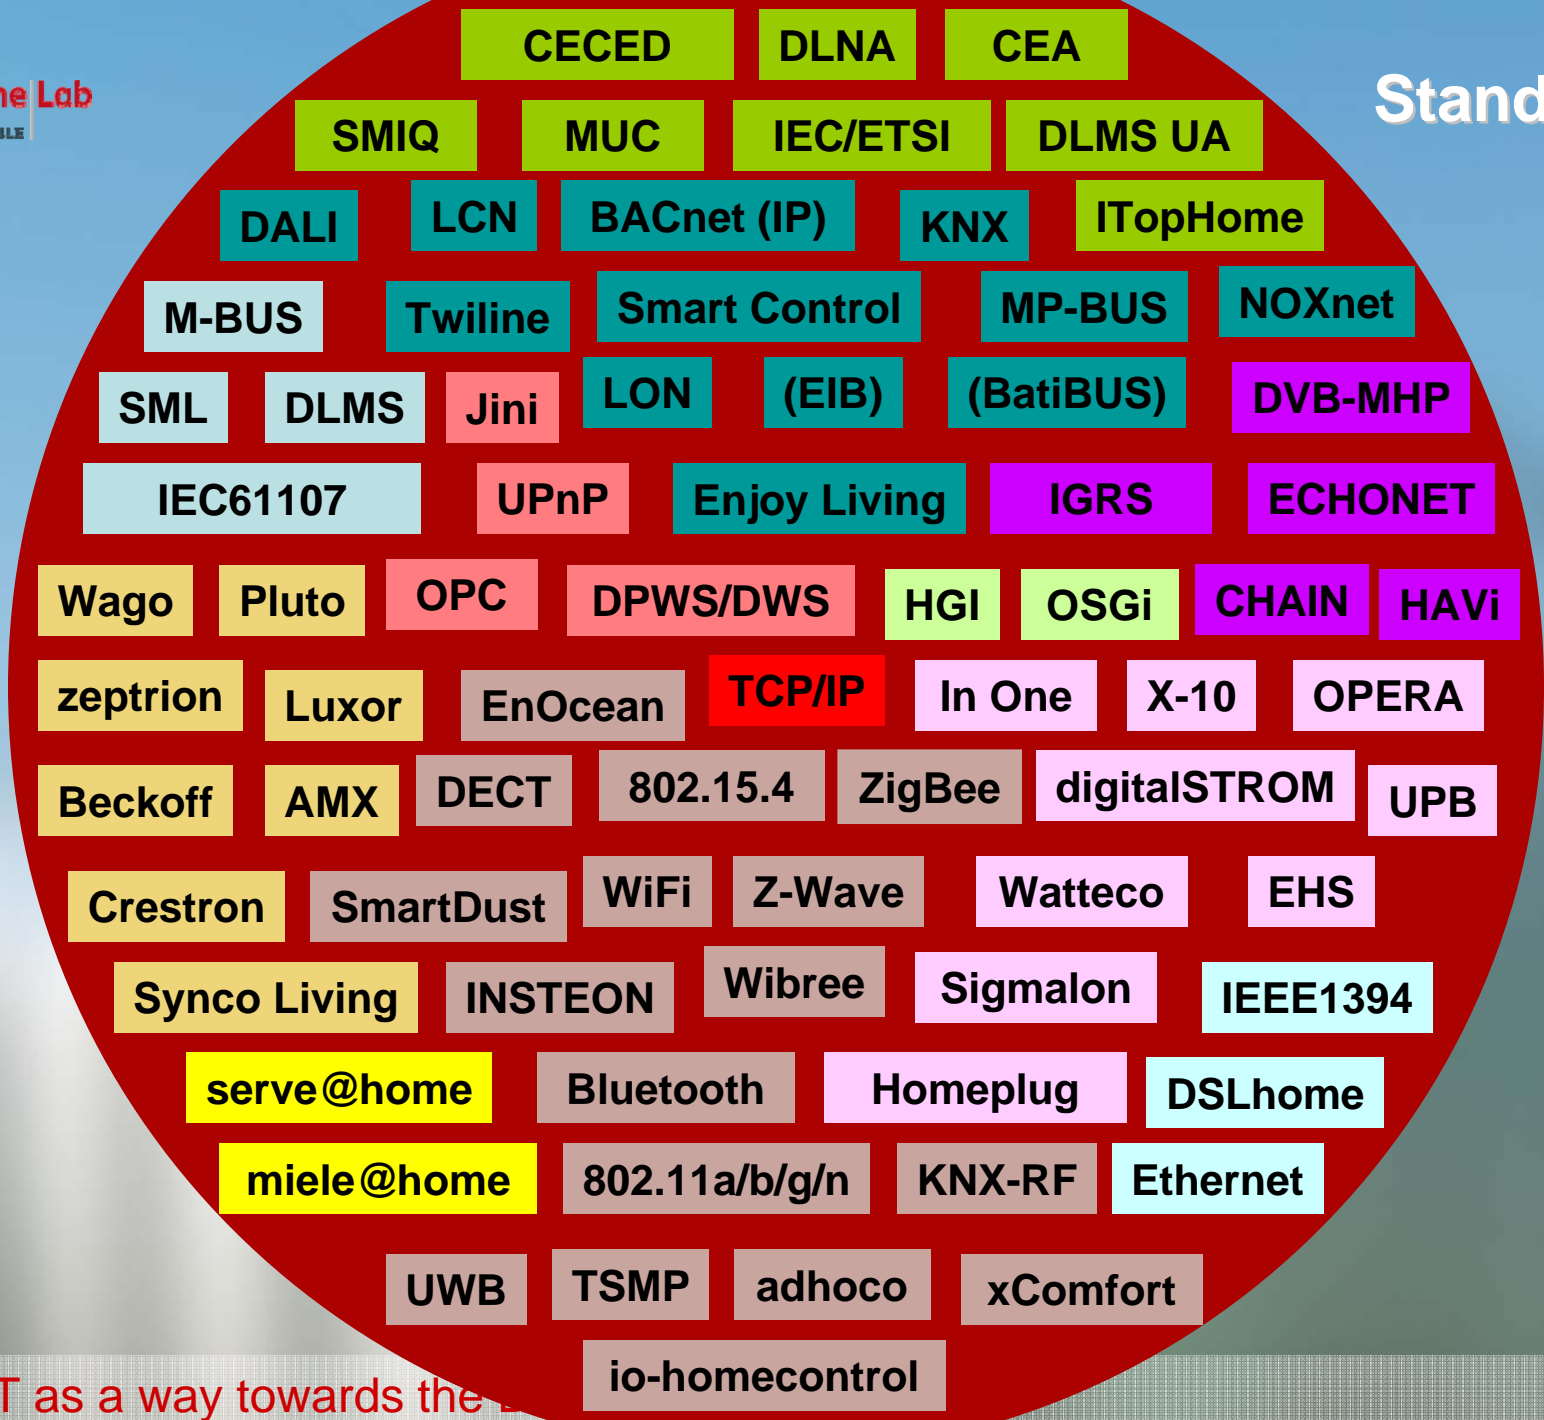 CECED DLNA CEA
Lab
Stand
SMIQ MUC IEC/ETSI DLMS UA
DALI LCN BACnet (IP) KNX ITopHome
M-BUS Twiline Smart Control MP-BUS NOXnet
SML DLMS Jini LON (EIB) (BatiBUS) DVB-MHP
IEC61107 UPnP Enjoy Living IGRS ECHONET
Wago Pluto OPC DPWS/DWS HGI OSGi CHAIN HAVi
zeptrion Luxor EnOcean TCP/IP In One X-10 OPERA
Beckoff AMX DECT 802.15.4 ZigBee digitalSTROM UPB
Crestron SmartDust WiFi Z-Wave Watteco EHS
Synco Living INSTEON Wibree Sigmalon IEEE1394
serve@home Bluetooth Homeplug DSLhome
miele@home 802.11a/b/g/n KNX-RF Ethernet
UWB TSMP adhoco xComfort
io-homecontrol
T as a way towards the